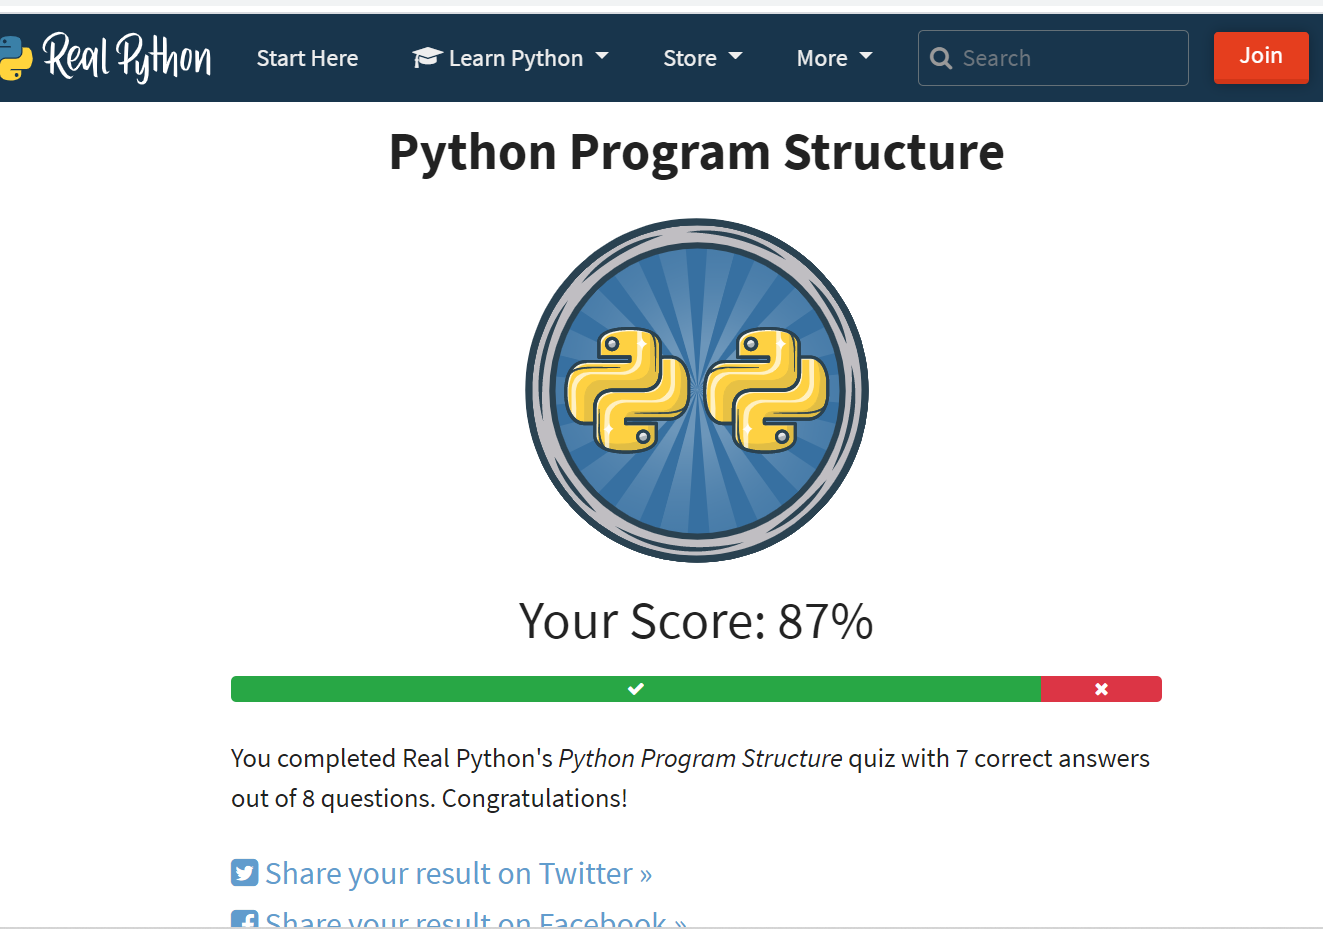 Real Python
Start Here
Learn Python
Store
More
Search
Join
Python Program Structure
Your Score: 87%
You completed Real Python's Python Program Structure quiz with 7 correct answers
out of 8 questions. Congratulations!
Share your result on Twitter »
Share your result on Facebook »